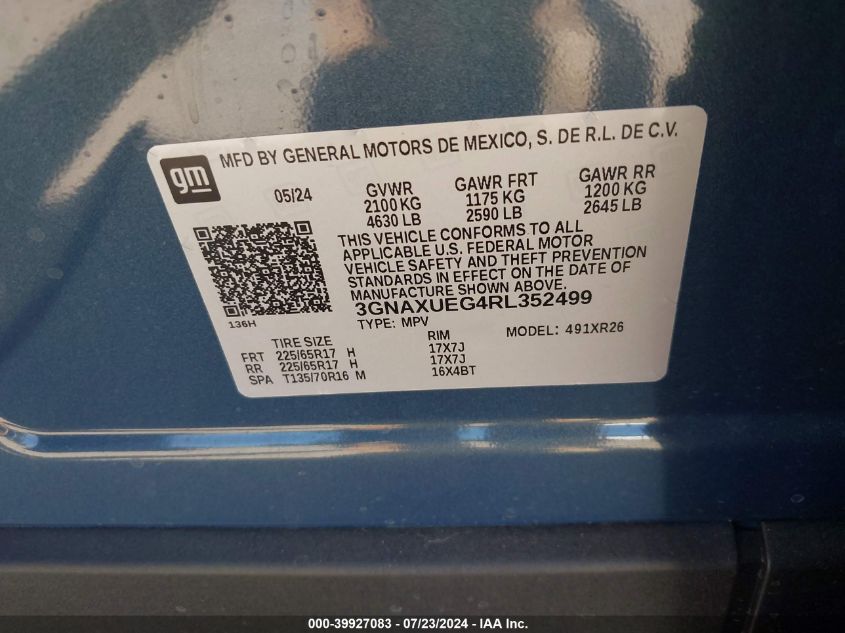 gm
MFD BY GENERAL MOTORS DE MEXICO, S. DE R.L. DE C.V.
05/24 GVWR GAWR FRT GAWR RR
2100 KG 1175 KG 1200 KG
4630 LB 2590 LB 2645 LB
THIS VEHICLE CONFORMS TO ALL
APPLICABLE U.S. FEDERAL MOTOR
VEHICLE SAFETY AND THEFT PREVENTION
STANDARDS IN EFFECT ON THE DATE OF
MANUFACTURE SHOWN ABOVE.
3GNAXUEG4RL352499
136H
TYPE: MPV MODEL: 491XR26
TIRE SIZE RIM
FRT 225/65R17 H 17X7J
RR 225/65R17 H 17X7J
SPA T135/70R16 M 16X4BT
000-39927083 / 07/23/2024 - IAA Inc.